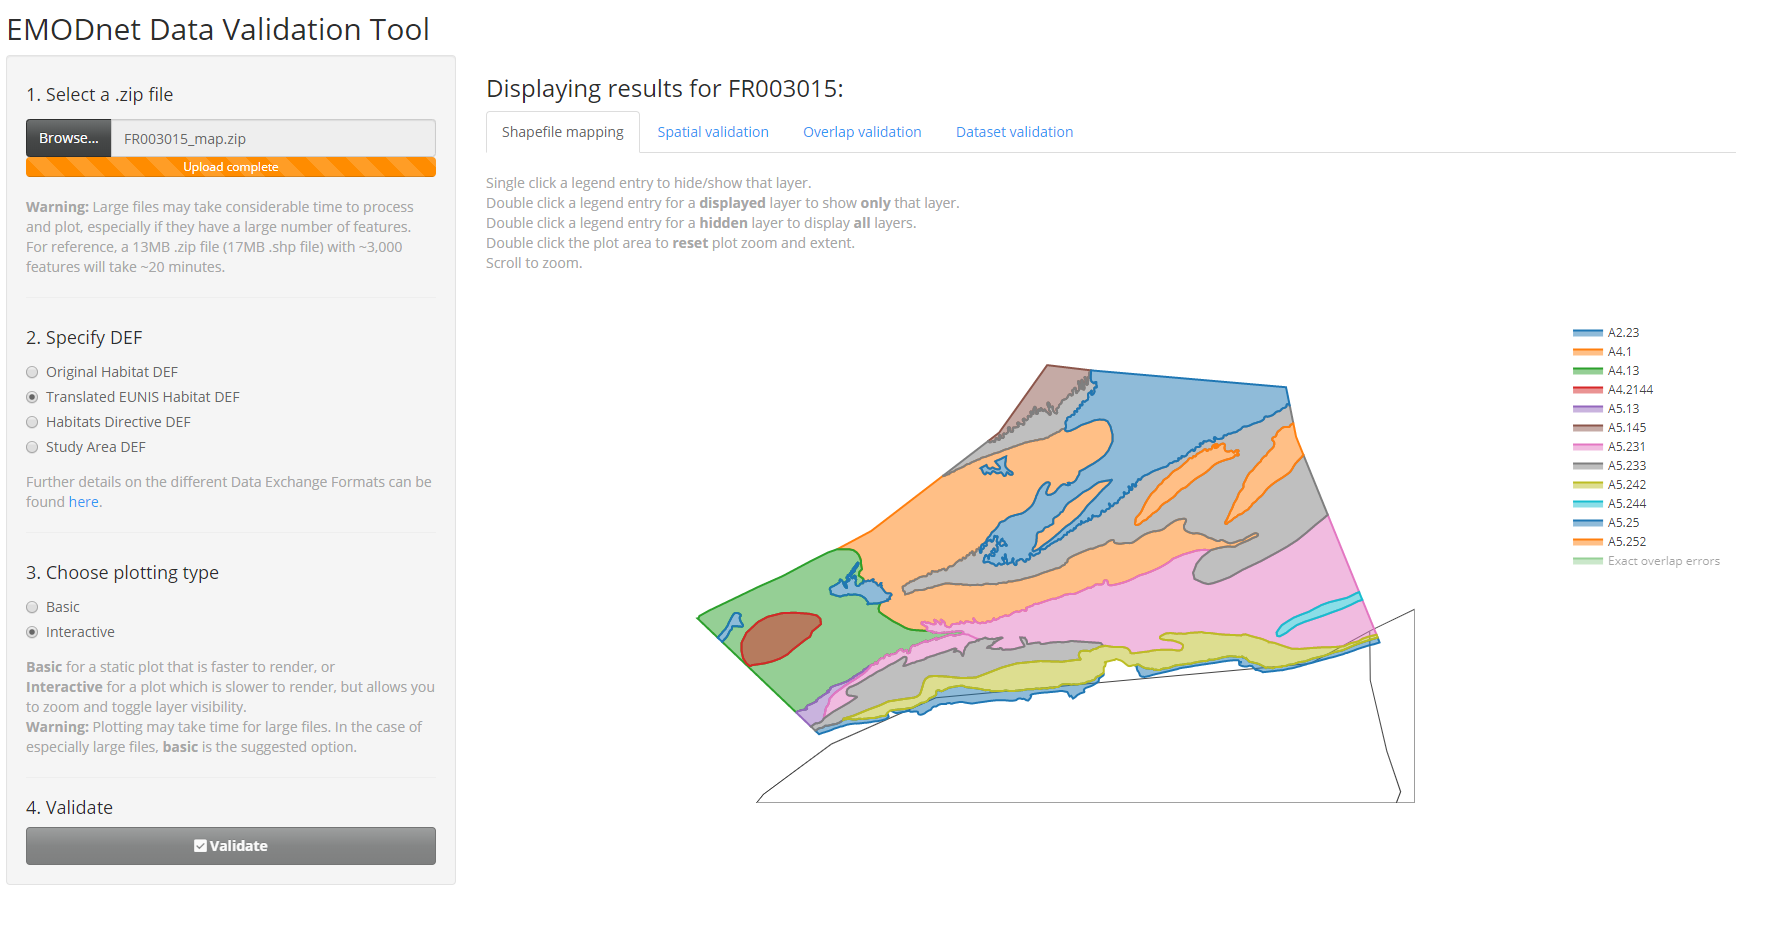 EMODnet Data Validation Tool
1. Select a .zip file
Browse... FR003015_map.zip
Upload complete
Warning: Large files may take considerable time to process
and plot, especially if they have a large number of features.
For reference, a 13MB .zip file (17MB .shp file) with ~3,000
features will take ~20 minutes.
2. Specify DEF
Original Habitat DEF
Translated EUNIS Habitat DEF
Habitats Directive DEF
Study Area DEF
Further details on the different Data Exchange Formats can be
found here.
3. Choose plotting type
Basic
Interactive
Basic for a static plot that is faster to render, or
Interactive for a plot which is slower to render, but allows you
to zoom and toggle layer visibility.
Warning: Plotting may take time for large files. In the case of
especially large files, basic is the suggested option.
4. Validate
Validate
Displaying results for FR003015:
Shapefile mapping Spatial validation Overlap validation Dataset validation
Single click a legend entry to hide/show that layer.
Double click a legend entry for a displayed layer to show only that layer.
Double click a legend entry for a hidden layer to display all layers.
Double click the plot area to reset plot zoom and extent.
Scroll to zoom.
A2.23
A4.1
A4.13
A4.2144
A5.13
A5.145
A5.231
A5.233
A5.242
A5.244
A5.25
A5.252
Exact overlap errors